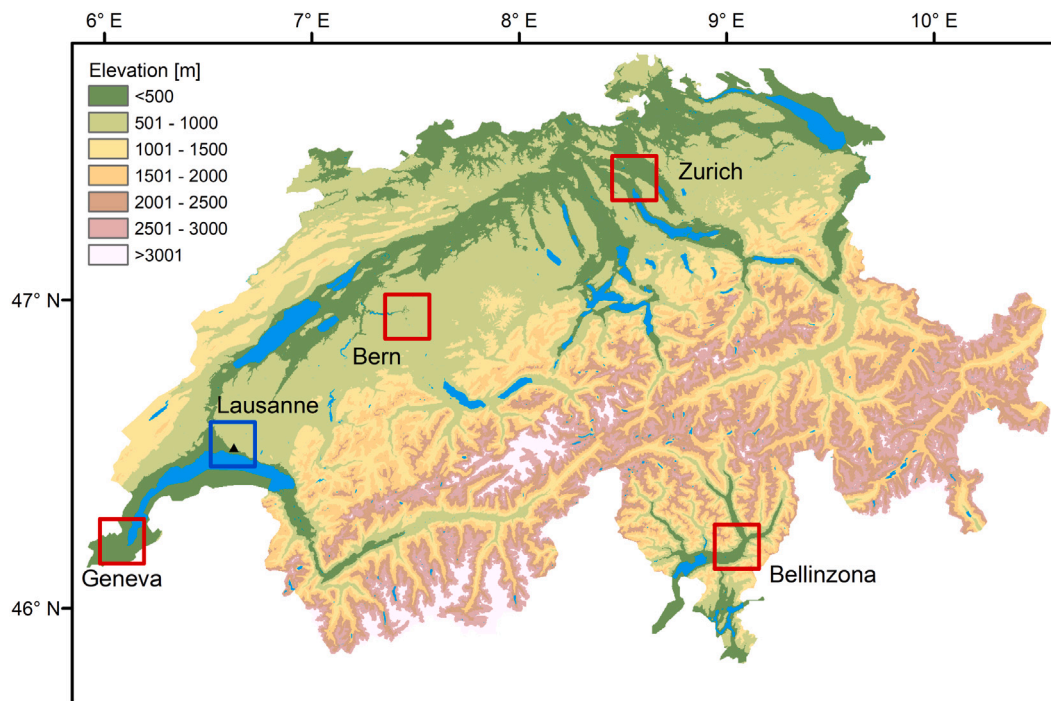 6° E 7° E 8° E 9° E 10° E
Elevation [m]
<500
501 - 1000
1001 - 1500
1501 - 2000
2001 - 2500
2501 - 3000
>3001
Zurich
47° N
Bern
Lausanne
Geneva
Bellinzona
46° N